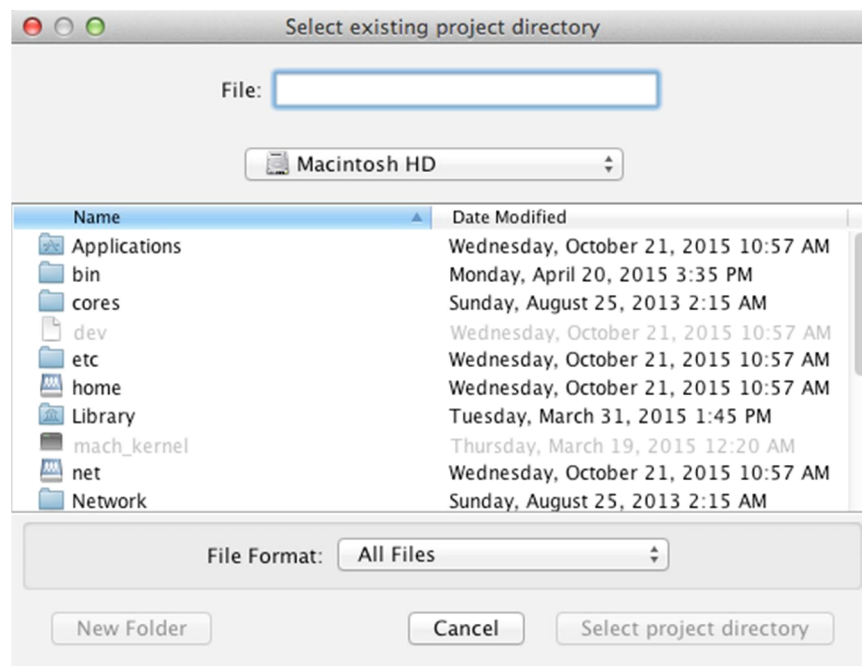 Select existing project directory
File:
Macintosh HD
Name Date Modified
Applications Wednesday, October 21, 2015 10:57 AM
bin Monday, April 20, 2015 3:35 PM
cores Sunday, August 25, 2013 2:15 AM
dev Wednesday, October 21, 2015 10:57 AM
etc Wednesday, October 21, 2015 10:57 AM
home Wednesday, October 21, 2015 10:57 AM
Library Tuesday, March 31, 2015 1:45 PM
mach_kernel Thursday, March 19, 2015 12:20 AM
net Wednesday, October 21, 2015 10:57 AM
Network Sunday, August 25, 2013 2:15 AM
File Format: All Files
New Folder Cancel Select project directory